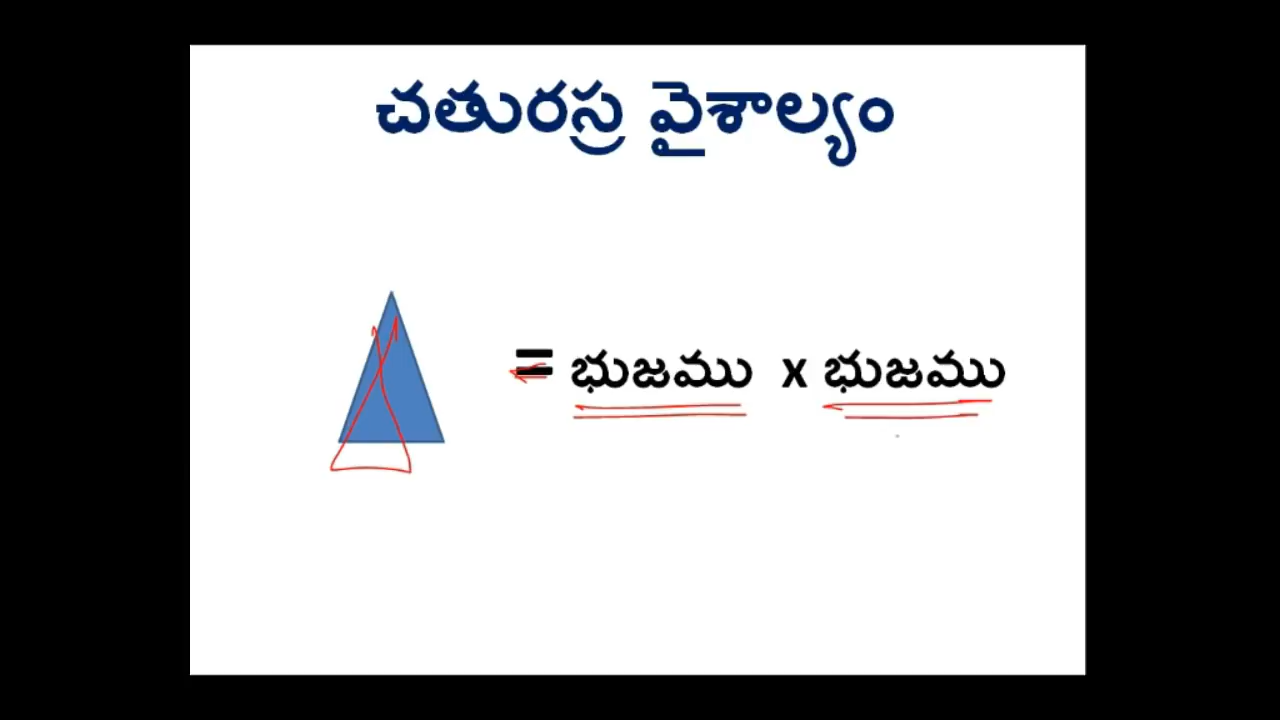 చతురస్ర వైశాల్యం
= భుజము x భుజము